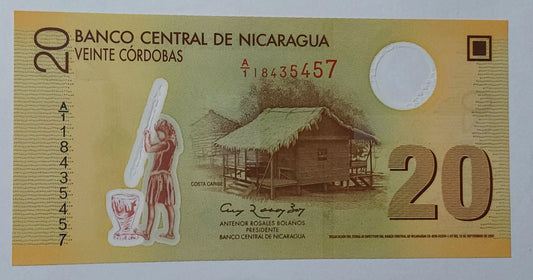 20
BANCO CENTRAL DE NICARAGUA
VEINTE CÓRDOBAS
A/1 18435457
A/1 18435457
COSTA CARIBE
ANTENOR ROSALES BOLAÑOS
PRESIDENTE
BANCO CENTRAL DE NICARAGUA
20